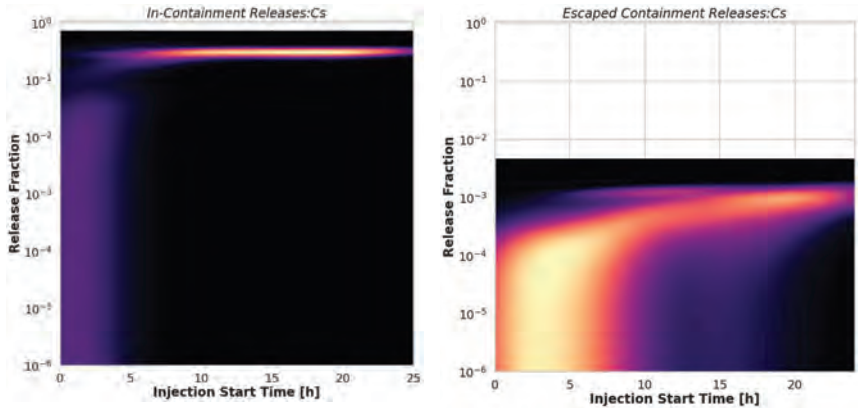 In-Containment Releases:Cs
Release Fraction
10⁰
10⁻¹
10⁻²
10⁻³
10⁻⁴
10⁻⁵
10⁻⁶
0 5 10 15 20 25
Injection Start Time [h]
Escaped Containment Releases:Cs
Release Fraction
10⁰
10⁻¹
10⁻²
10⁻³
10⁻⁴
10⁻⁵
10⁻⁶
0 5 10 15 20
Injection Start Time [h]